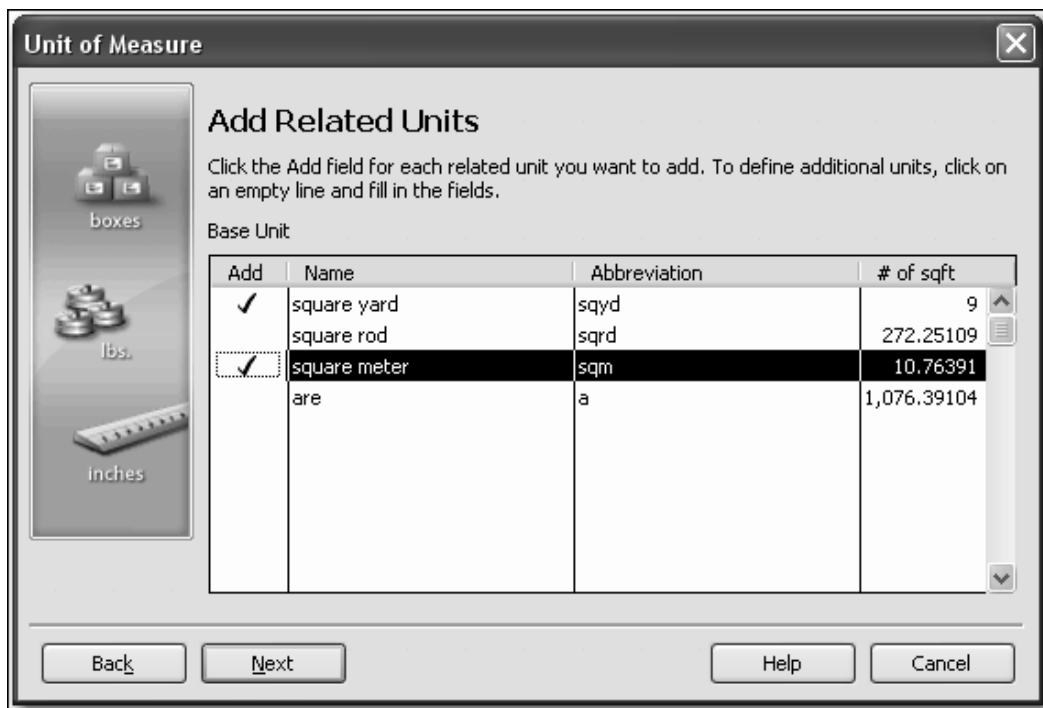 Unit of Measure
Add Related Units
Click the Add field for each related unit you want to add. To define additional units, click on
an empty line and fill in the fields.
Base Unit
Add Name Abbreviation # of sqft
✓ square yard sqyd 9
square rod sqrd 272.25109
✓ square meter sqm 10.76391
are a 1,076.39104
boxes
lbs.
inches
Back Next Help Cancel